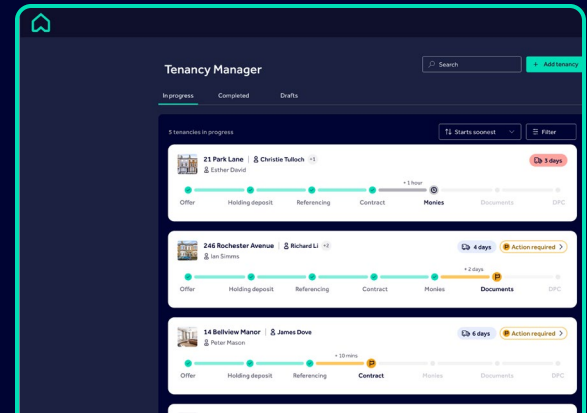 Tenancy Manager
Search
+ Add tenancy
In progress
Completed
Drafts
5 tenancies in progress
Starts soonest
Filter
21 Park Lane | Christie Tulloch +1
3 days
Esther David
+ 1 hour
Offer Holding deposit Referencing Contract Monies Documents DPC
246 Rochester Avenue | Richard Li +2
4 days
Action required >
Ian Simms
+ 2 days
Offer Holding deposit Referencing Contract Monies Documents DPC
14 Bellview Manor | James Dove
6 days
Action required >
Peter Mason
+ 10 mins
Offer Holding deposit Referencing Contract Monies Documents DPC